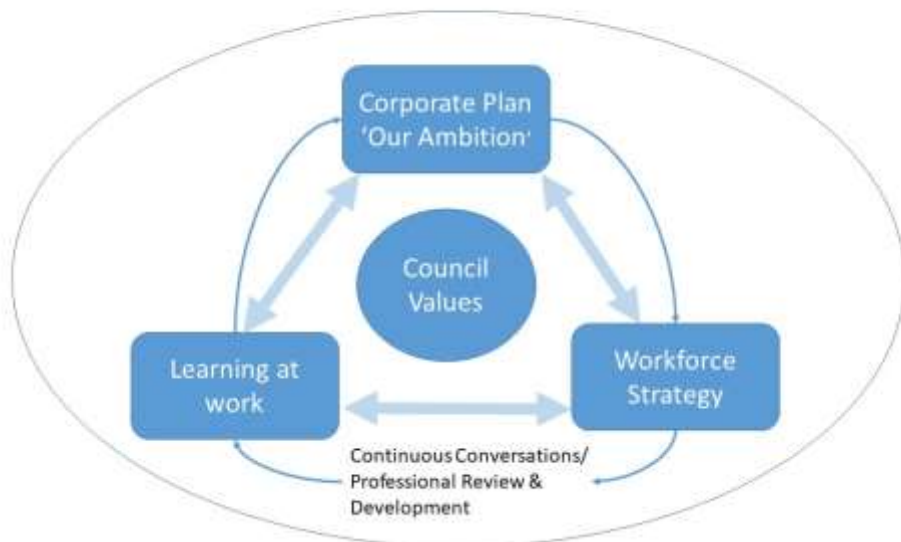 Corporate Plan
'Our Ambition'
Council
Values
Learning at
work
Workforce
Strategy
Continuous Conversations/
Professional Review &
Development